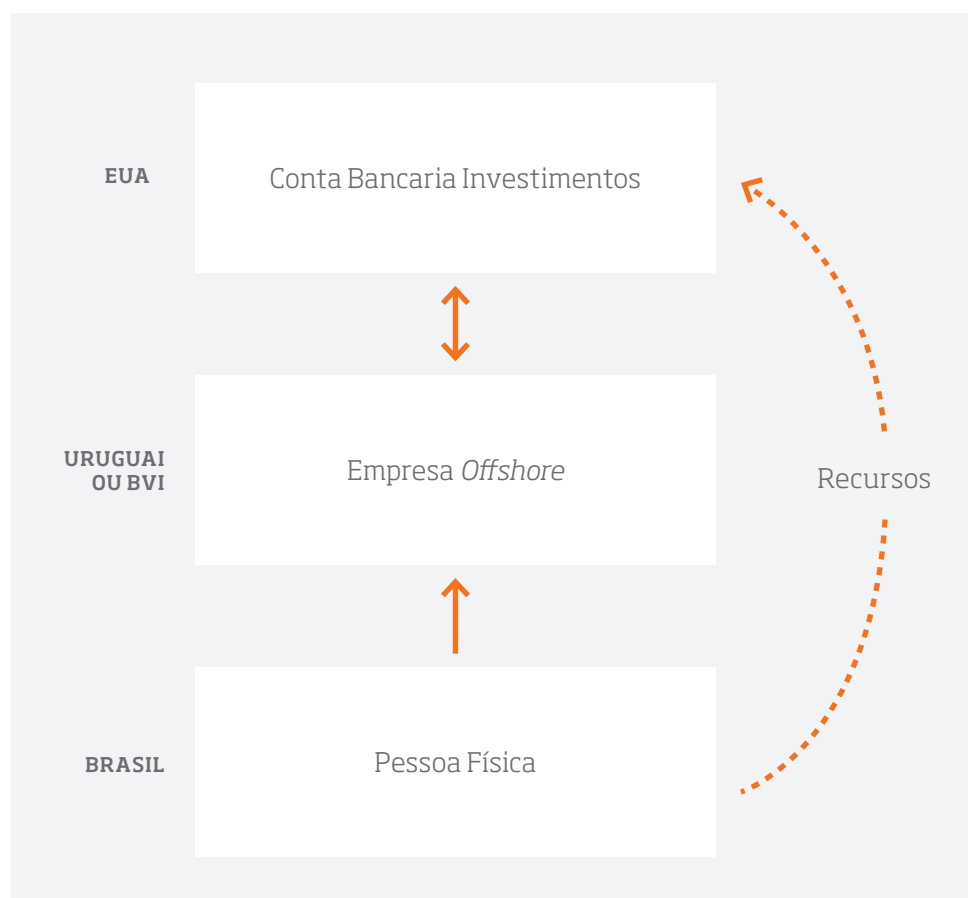 EUA
Conta Bancaria Investimentos
URUGUAI
OU BVI
Empresa Offshore
Recursos
BRASIL
Pessoa Física